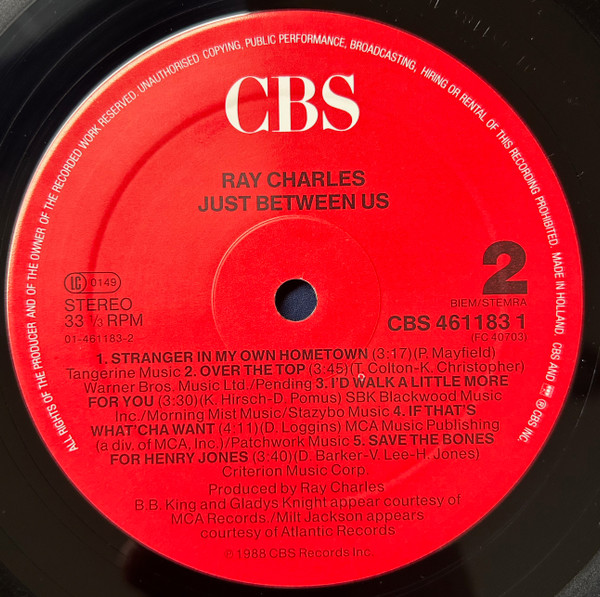 ALL RIGHTS OF THE PRODUCER AND OF THE OWNER OF THE RECORDED WORK RESERVED. UNAUTHORISED COPYING, PUBLIC PERFORMANCE, BROADCASTING, HIRING OR RENTAL OF THIS RECORDING PROHIBITED. MADE IN HOLLAND. CBS AND ® CBS INC.
CBS
RAY CHARLES
JUST BETWEEN US
LC 0149
STEREO
33 ⅓ RPM
01-461183-2
2
BIEM/STEMRA
CBS 461183 1
(FC 40703)
1. STRANGER IN MY OWN HOMETOWN (3:17)(P. Mayfield)
Tangerine Music 2. OVER THE TOP (3:45)(T. Colton-K. Christopher)
Warner Bros. Music Ltd./Pending 3. I'D WALK A LITTLE MORE
FOR YOU (3:30)(K. Hirsch-D. Pomus) SBK Blackwood Music
Inc./Morning Mist Music/Stazybo Music 4. IF THAT'S
WHAT'CHA WANT (4:11)(D. Loggins) MCA Music Publishing
(a div. of MCA, Inc.)/Patchwork Music 5. SAVE THE BONES
FOR HENRY JONES (3:40)(D. Barker-V. Lee-H. Jones)
Criterion Music Corp.
Produced by Ray Charles
B.B. King and Gladys Knight appear courtesy of
MCA Records./Milt Jackson appears
courtesy of Atlantic Records
℗ 1988 CBS Records Inc.